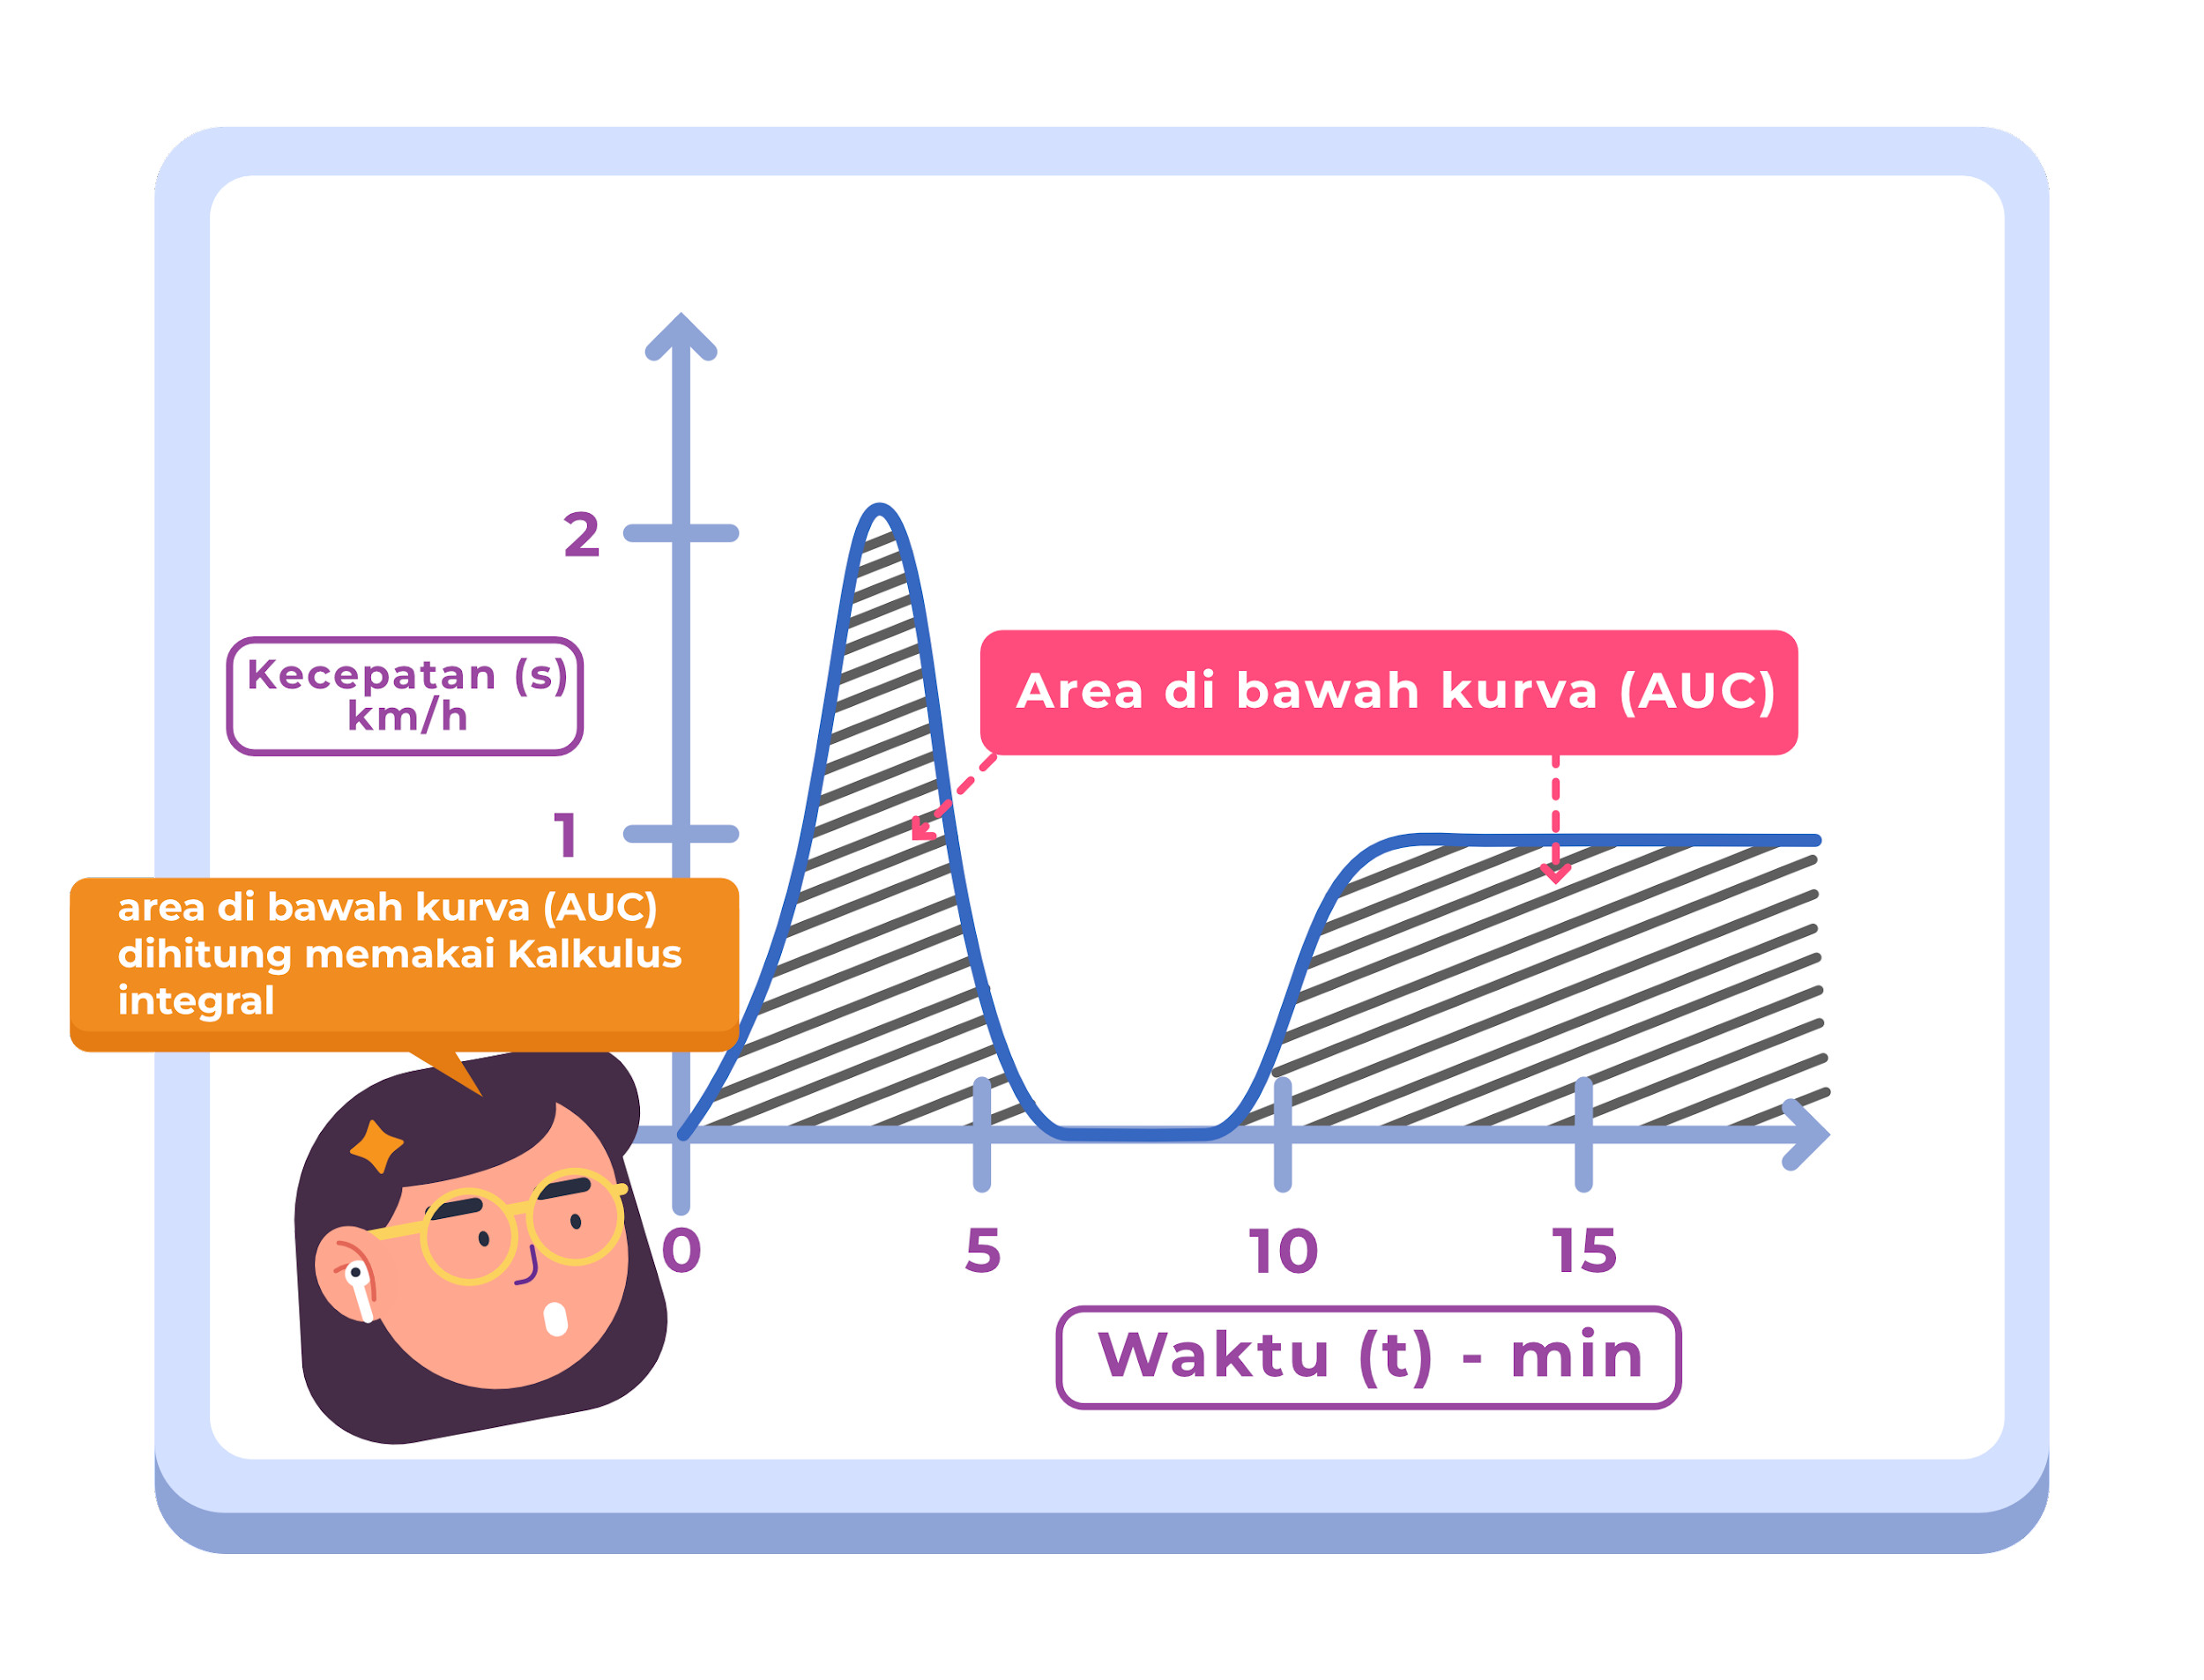 2
Kecepatan (s)
km/h
Area di bawah kurva (AUC)
1
area di bawah kurva (AUC)
dihitung memakai Kalkulus
integral
0
5
10
15
Waktu (t) - min